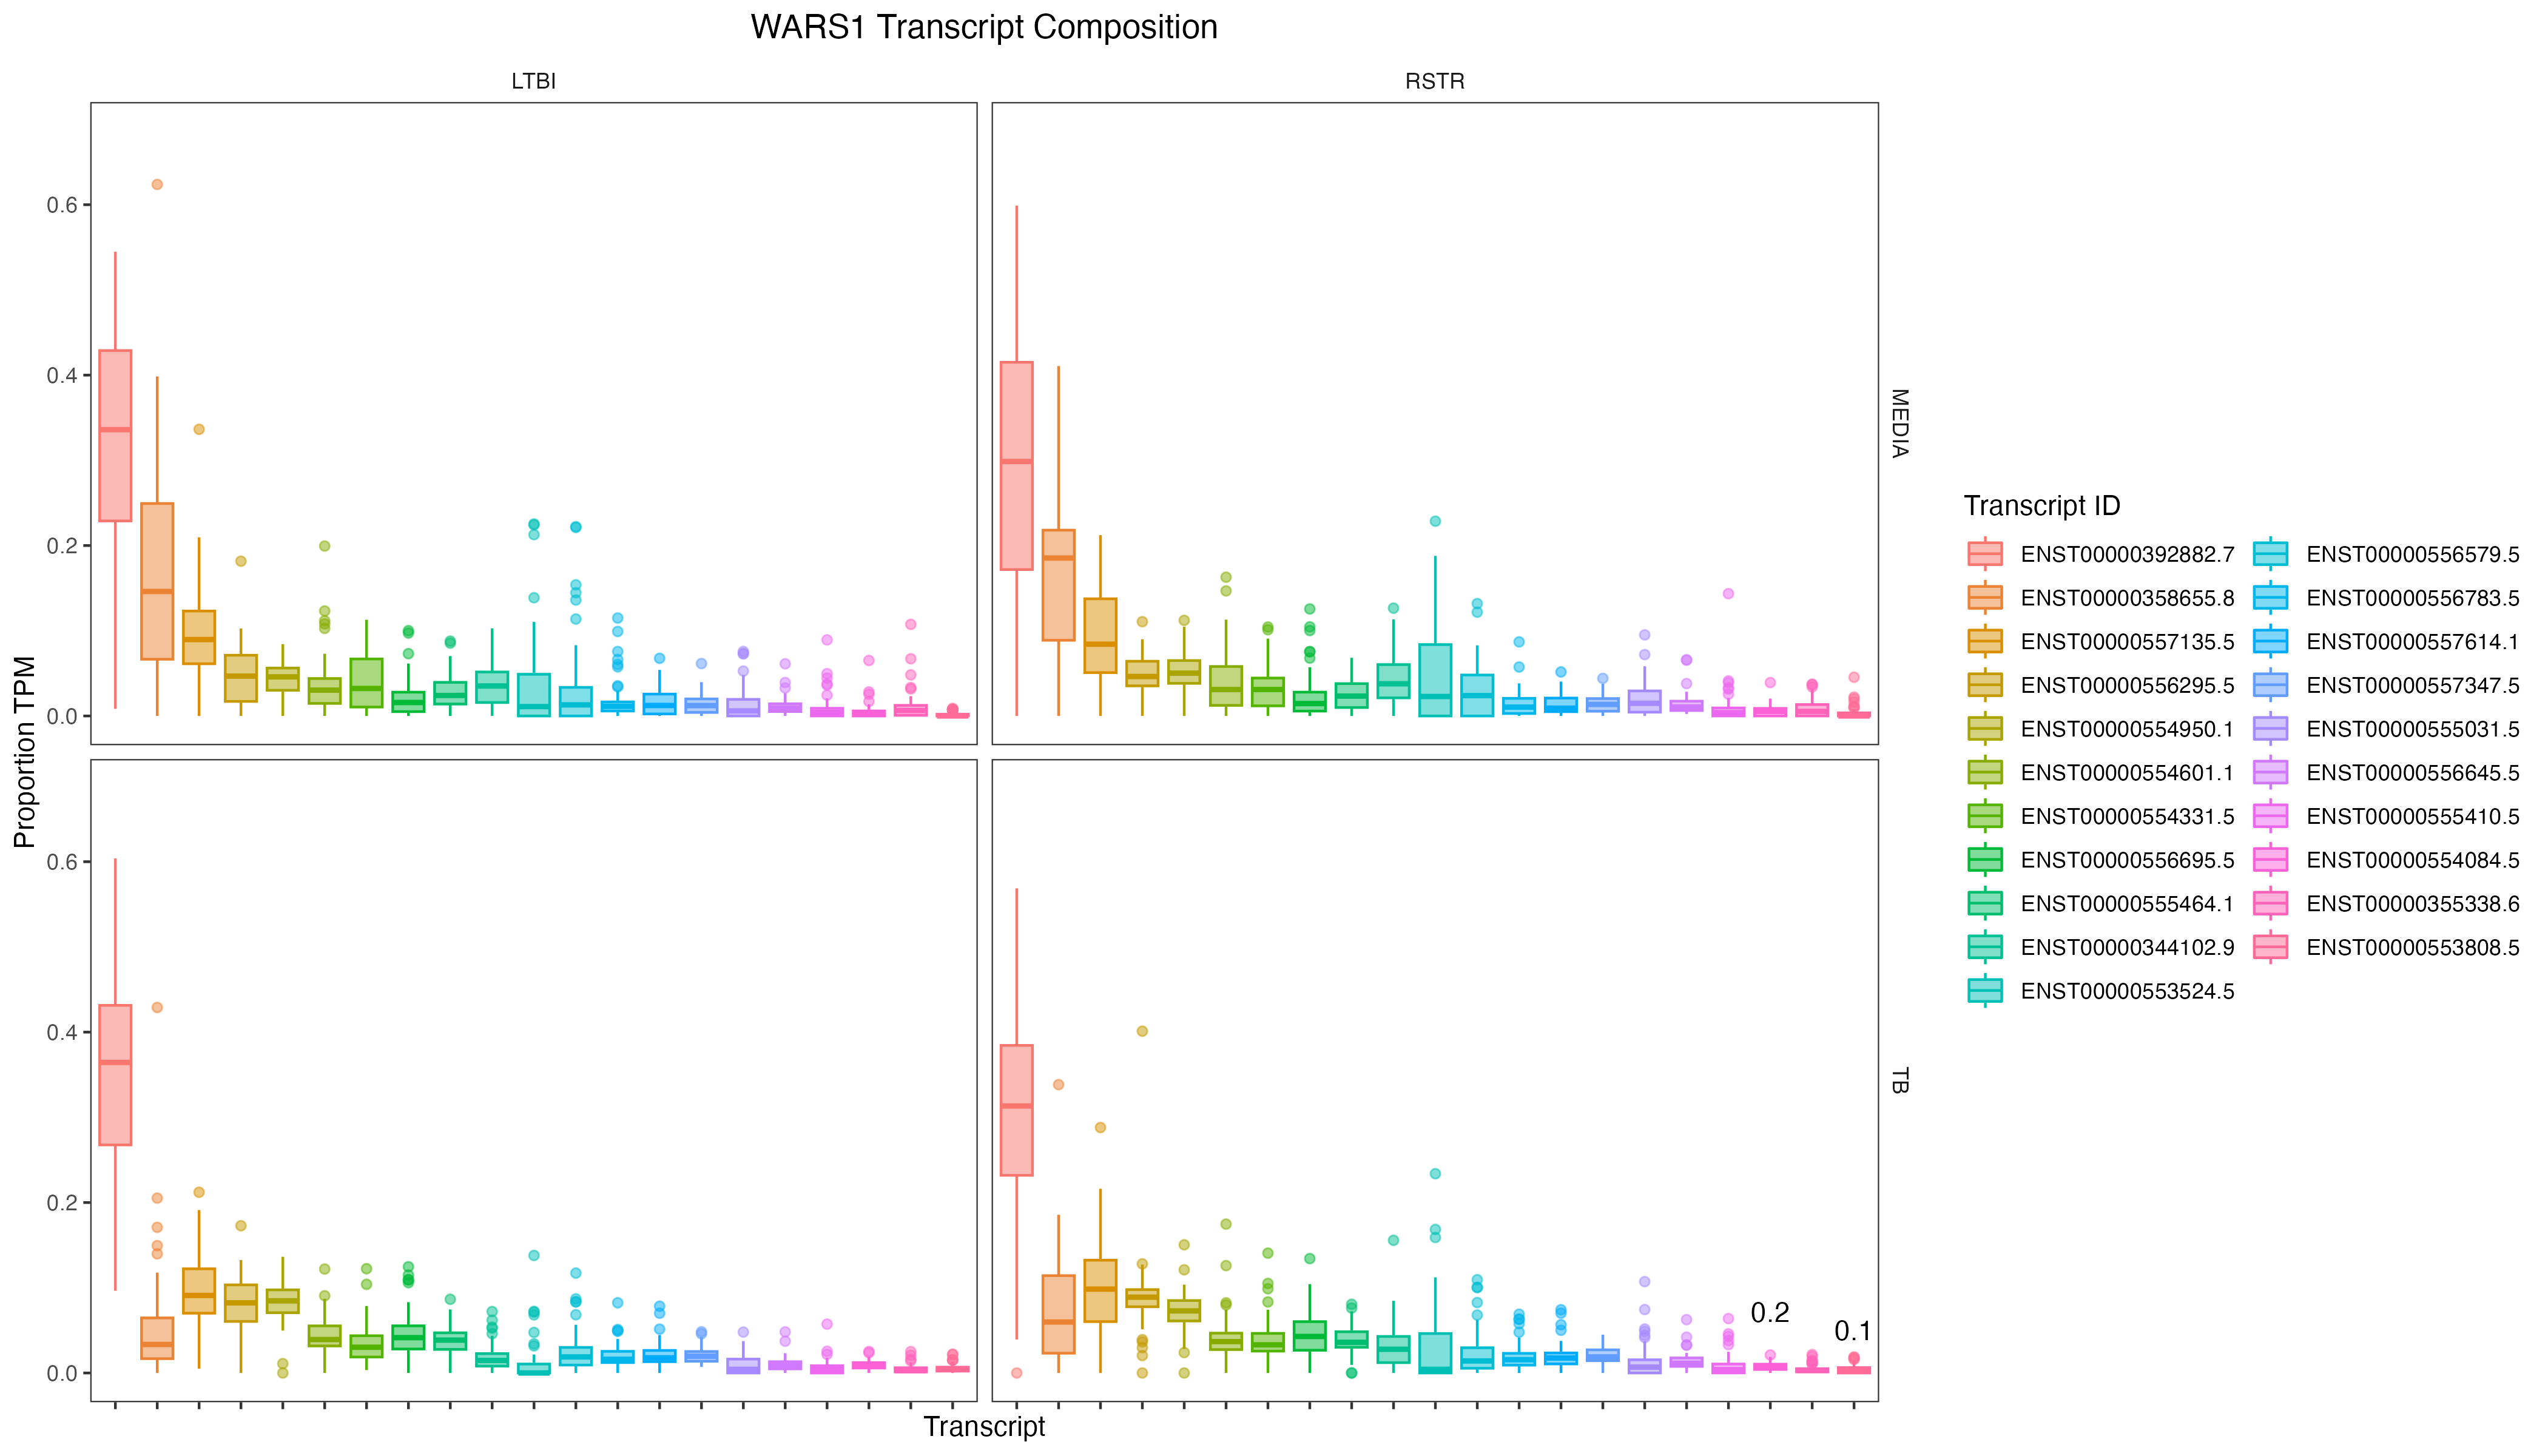 WARS1 Transcript Composition
LTBI
RSTR
0.6
0.4
0.2
0.0
MEDIA
0.6
0.4
0.2
0.0
TB
0.2
0.1
Proportion TPM
Transcript
Transcript ID
ENST00000392882.7
ENST00000358655.8
ENST00000557135.5
ENST00000556295.5
ENST00000554950.1
ENST00000554601.1
ENST00000554331.5
ENST00000556695.5
ENST00000555464.1
ENST00000344102.9
ENST00000553524.5
ENST00000556579.5
ENST00000556783.5
ENST00000557614.1
ENST00000557347.5
ENST00000555031.5
ENST00000556645.5
ENST00000555410.5
ENST00000554084.5
ENST00000355338.6
ENST00000553808.5